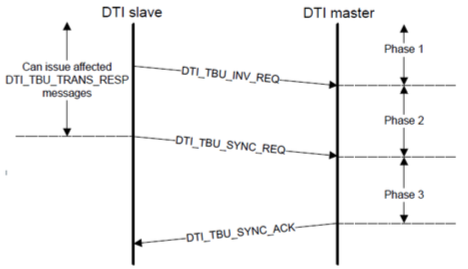 DTI slave
DTI master
Can issue affected
DTI_TBU_TRANS_RESP
messages
DTI_TBU_INV_REQ
Phase 1
DTI_TBU_SYNC_REQ
Phase 2
Phase 3
DTI_TBU_SYNC_ACK